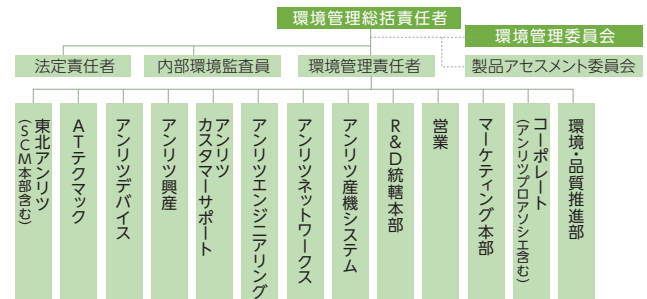 環境管理総括責任者
環境管理委員会
法定責任者
内部環境監査員
環境管理責任者
製品アセスメント委員会
東北アンリツ
（SCM本部含む）
ATテクマック
アンリツデバイス
アンリツ興産
アンリツ
カスタマーサポート
アンリツエンジニアリング
アンリツネットワークス
アンリツ産機システム
R&D統轄本部
営業
マーケティング本部
コーポレート
（アンリツプロアソシエ含む）
環境・品質推進部